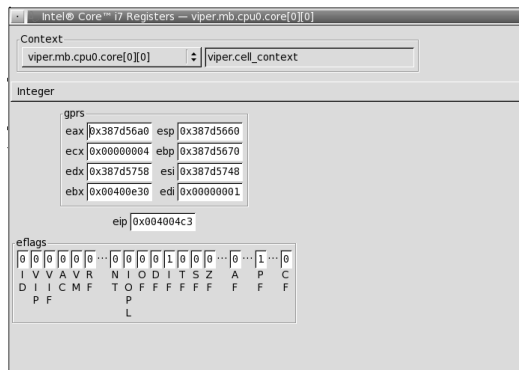 Intel® Core™ i7 Registers — viper.mb.cpu0.core[0][0]
Context
viper.mb.cpu0.core[0][0] viper.cell_context
Integer
gprs
eax 0x387d56a0 esp 0x387d5660
ecx 0x00000004 ebp 0x387d5670
edx 0x387d5758 esi 0x387d5748
ebx 0x00400e30 edi 0x00000001
eip 0x004004c3
eflags
0 0 0 0 0 0 ... 0 0 0 0 1 0 0 0 ... 0 ... 1 ... 0
I V V A V R N I O D I T S Z A P C
D I I C M F T O F F F F F F F F F
P F P
L